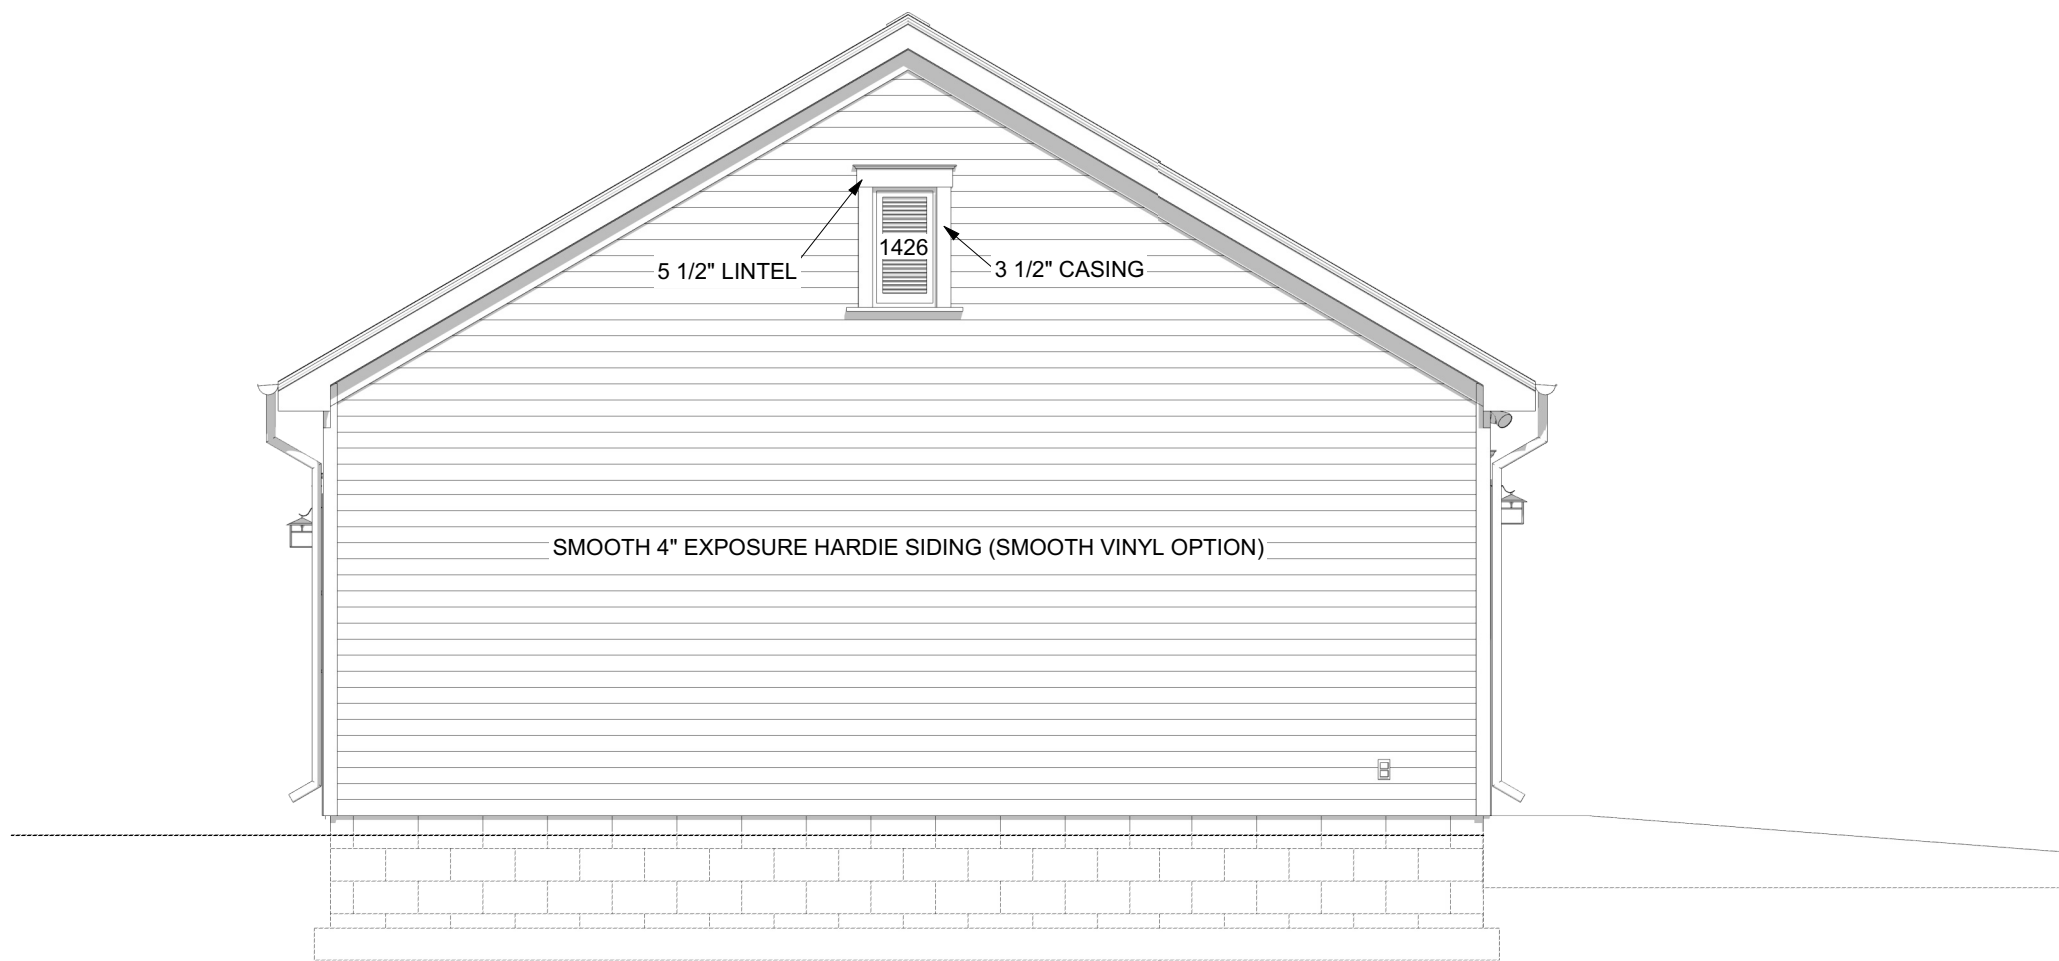 1426
5 1/2" LINTEL
3 1/2" CASING
SMOOTH 4" EXPOSURE HARDIE SIDING (SMOOTH VINYL OPTION)